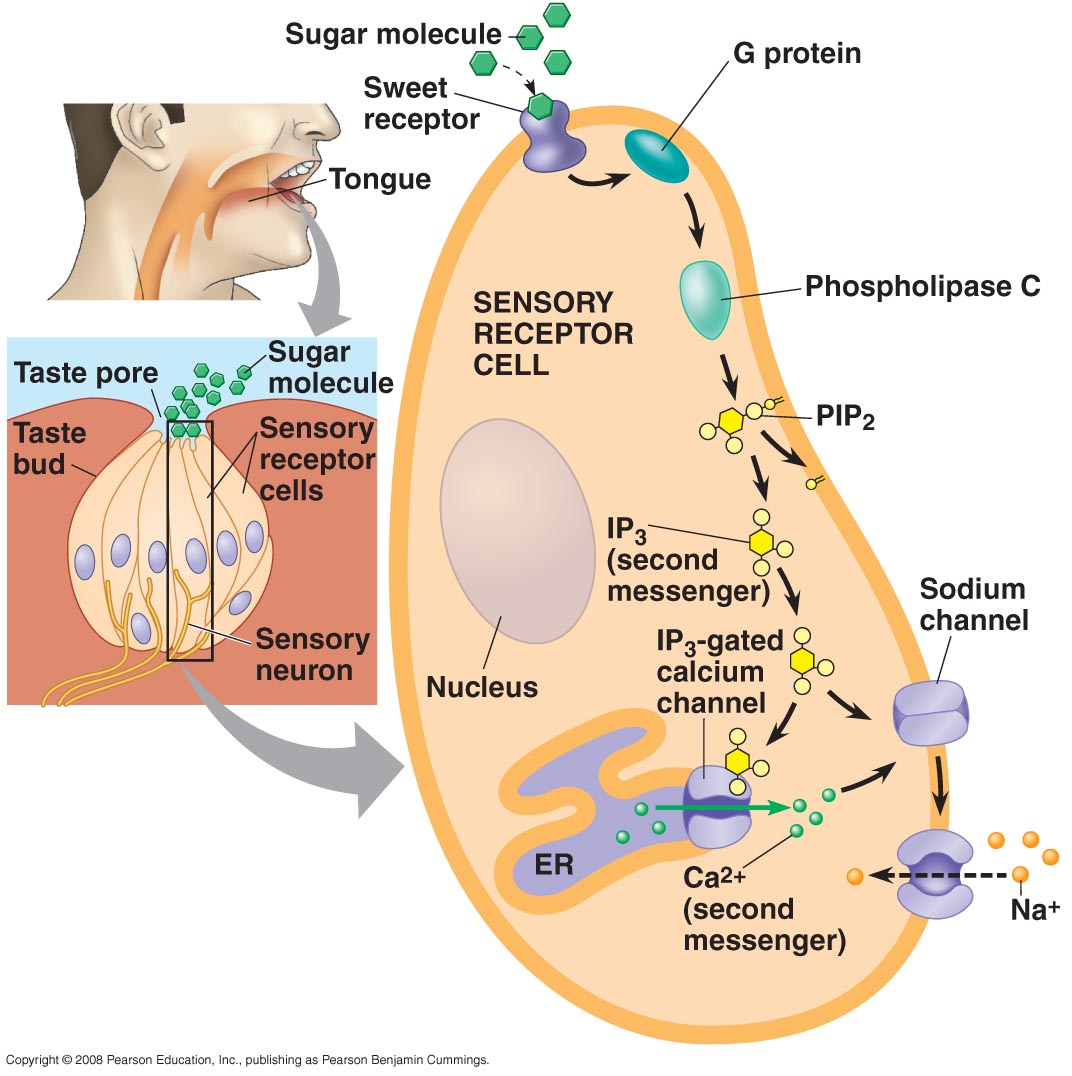 Sugar molecule
G protein
Sweet
receptor
Tongue
Phospholipase C
SENSORY
RECEPTOR
CELL
Sugar
molecule
Taste pore
PIP2
Taste
bud
Sensory
receptor
cells
IP3
(second
messenger)
Sodium
channel
Sensory
neuron
IP3-gated
calcium
channel
Nucleus
ER
Ca2+
(second
messenger)
Na+
Copyright © 2008 Pearson Education, Inc., publishing as Pearson Benjamin Cummings.